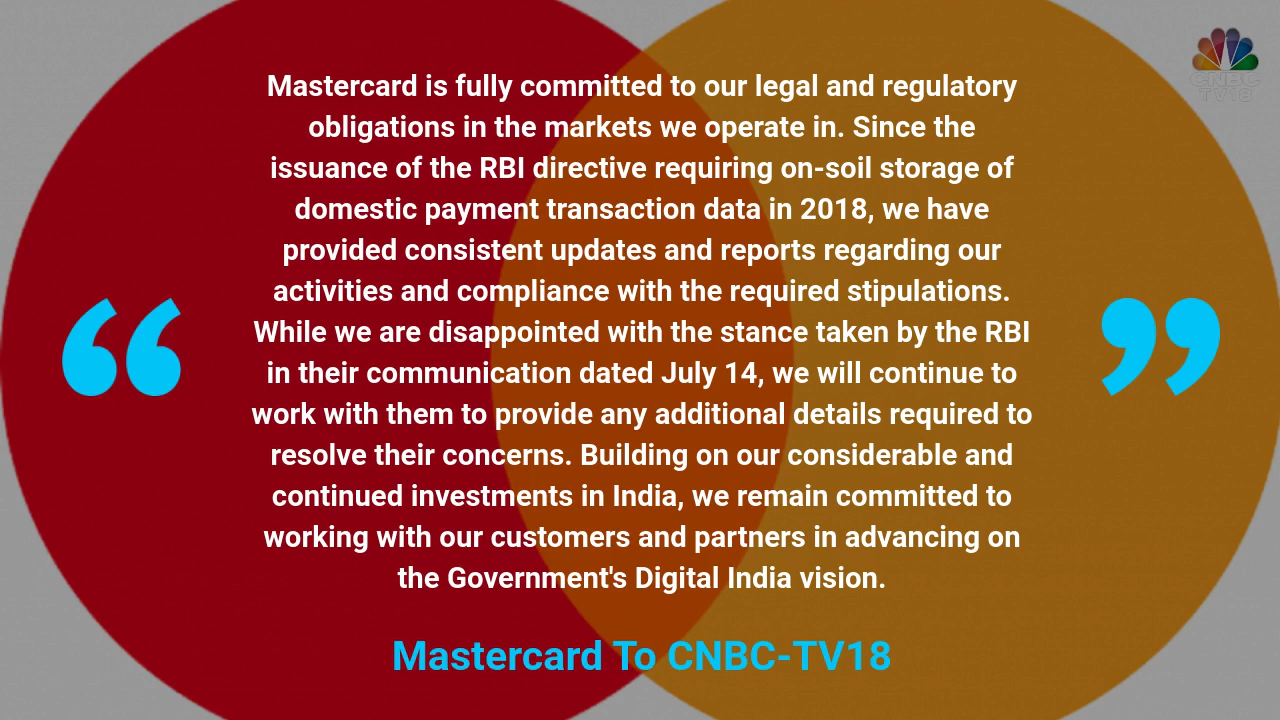 CNBC
TV18
Mastercard is fully committed to our legal and regulatory
obligations in the markets we operate in. Since the
issuance of the RBI directive requiring on-soil storage of
domestic payment transaction data in 2018, we have
provided consistent updates and reports regarding our
activities and compliance with the required stipulations.
While we are disappointed with the stance taken by the RBI
in their communication dated July 14, we will continue to
work with them to provide any additional details required to
resolve their concerns. Building on our considerable and
continued investments in India, we remain committed to
working with our customers and partners in advancing on
the Government's Digital India vision.
Mastercard To CNBC-TV18